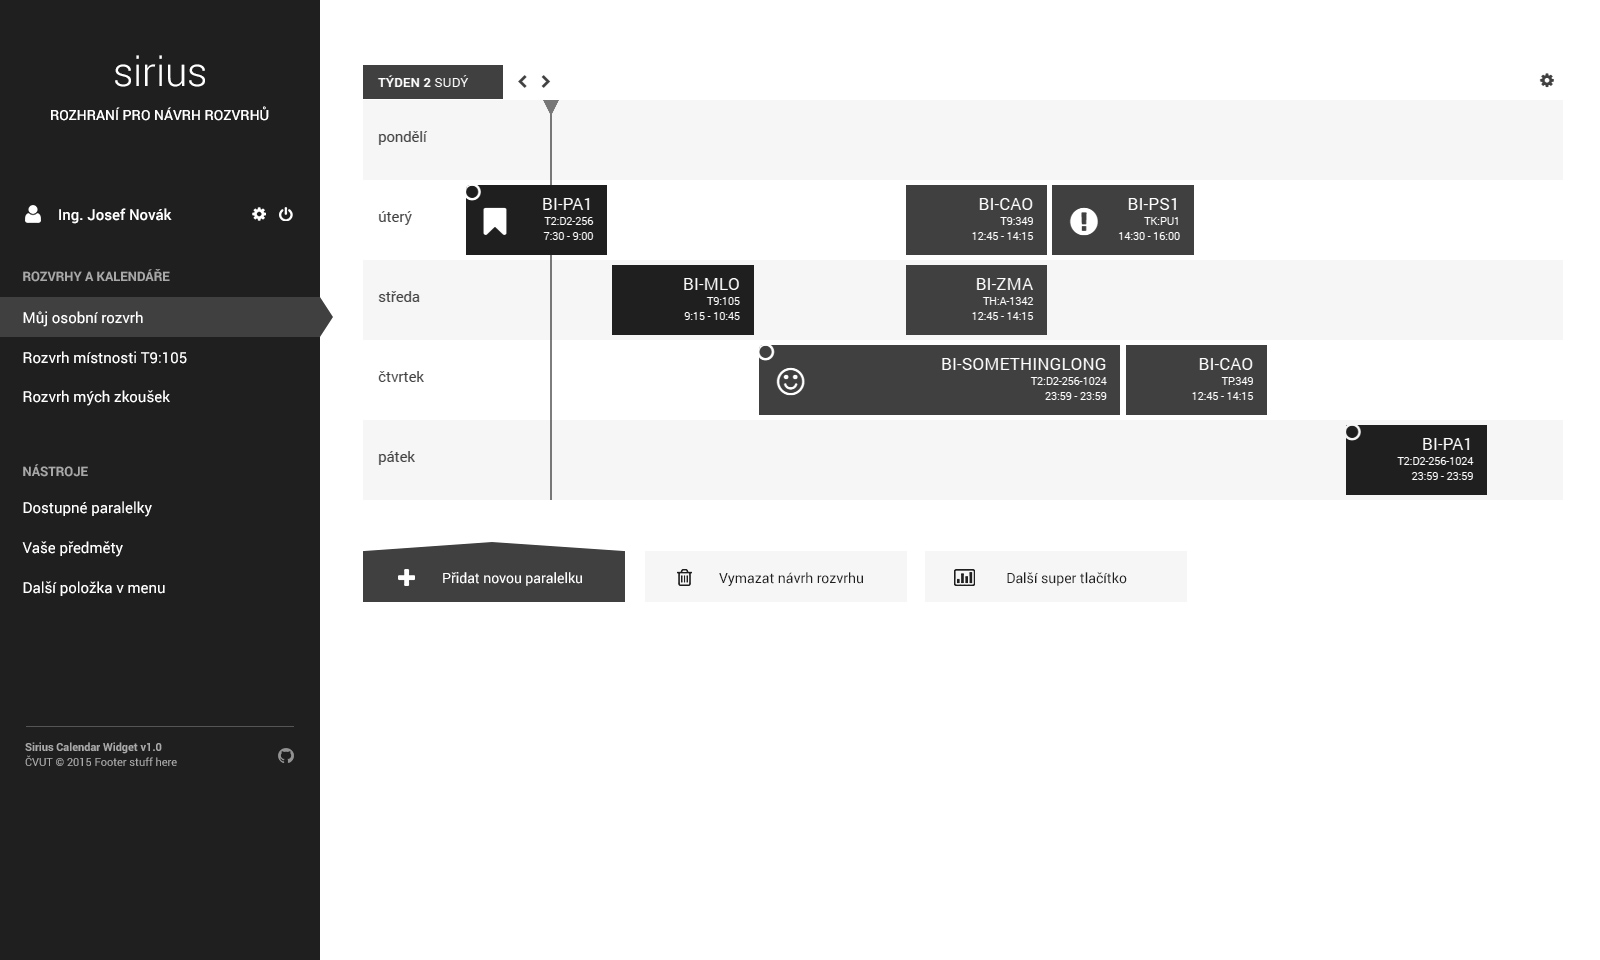 sirius
ROZHRANÍ PRO NÁVRH ROZVRHŮ
Ing. Josef Novák
ROZVRHY A KALENDÁŘE
Můj osobní rozvrh
Rozvrh místnosti T9:105
Rozvrh mých zkoušek
NÁSTROJE
Dostupné paralelky
Vaše předměty
Další položka v menu
Sirius Calendar Widget v1.0
ČVUT © 2015 Footer stuff here
TÝDEN 2 SUDÝ
pondělí
úterý
BI-PA1
T2:D2-256
7:30 - 9:00
BI-CAO
T9:349
12:45 - 14:15
BI-PS1
TK:PU1
14:30 - 16:00
středa
BI-MLO
T9:105
9:15 - 10:45
BI-ZMA
TH:A-1342
12:45 - 14:15
čtvrtek
BI-SOMETHINGLONG
T2:D2-256-1024
23:59 - 23:59
BI-CAO
TP.349
12:45 - 14:15
pátek
BI-PA1
T2:D2-256-1024
23:59 - 23:59
Přidat novou paralelku
Vymazat návrh rozvrhu
Další super tlačítko